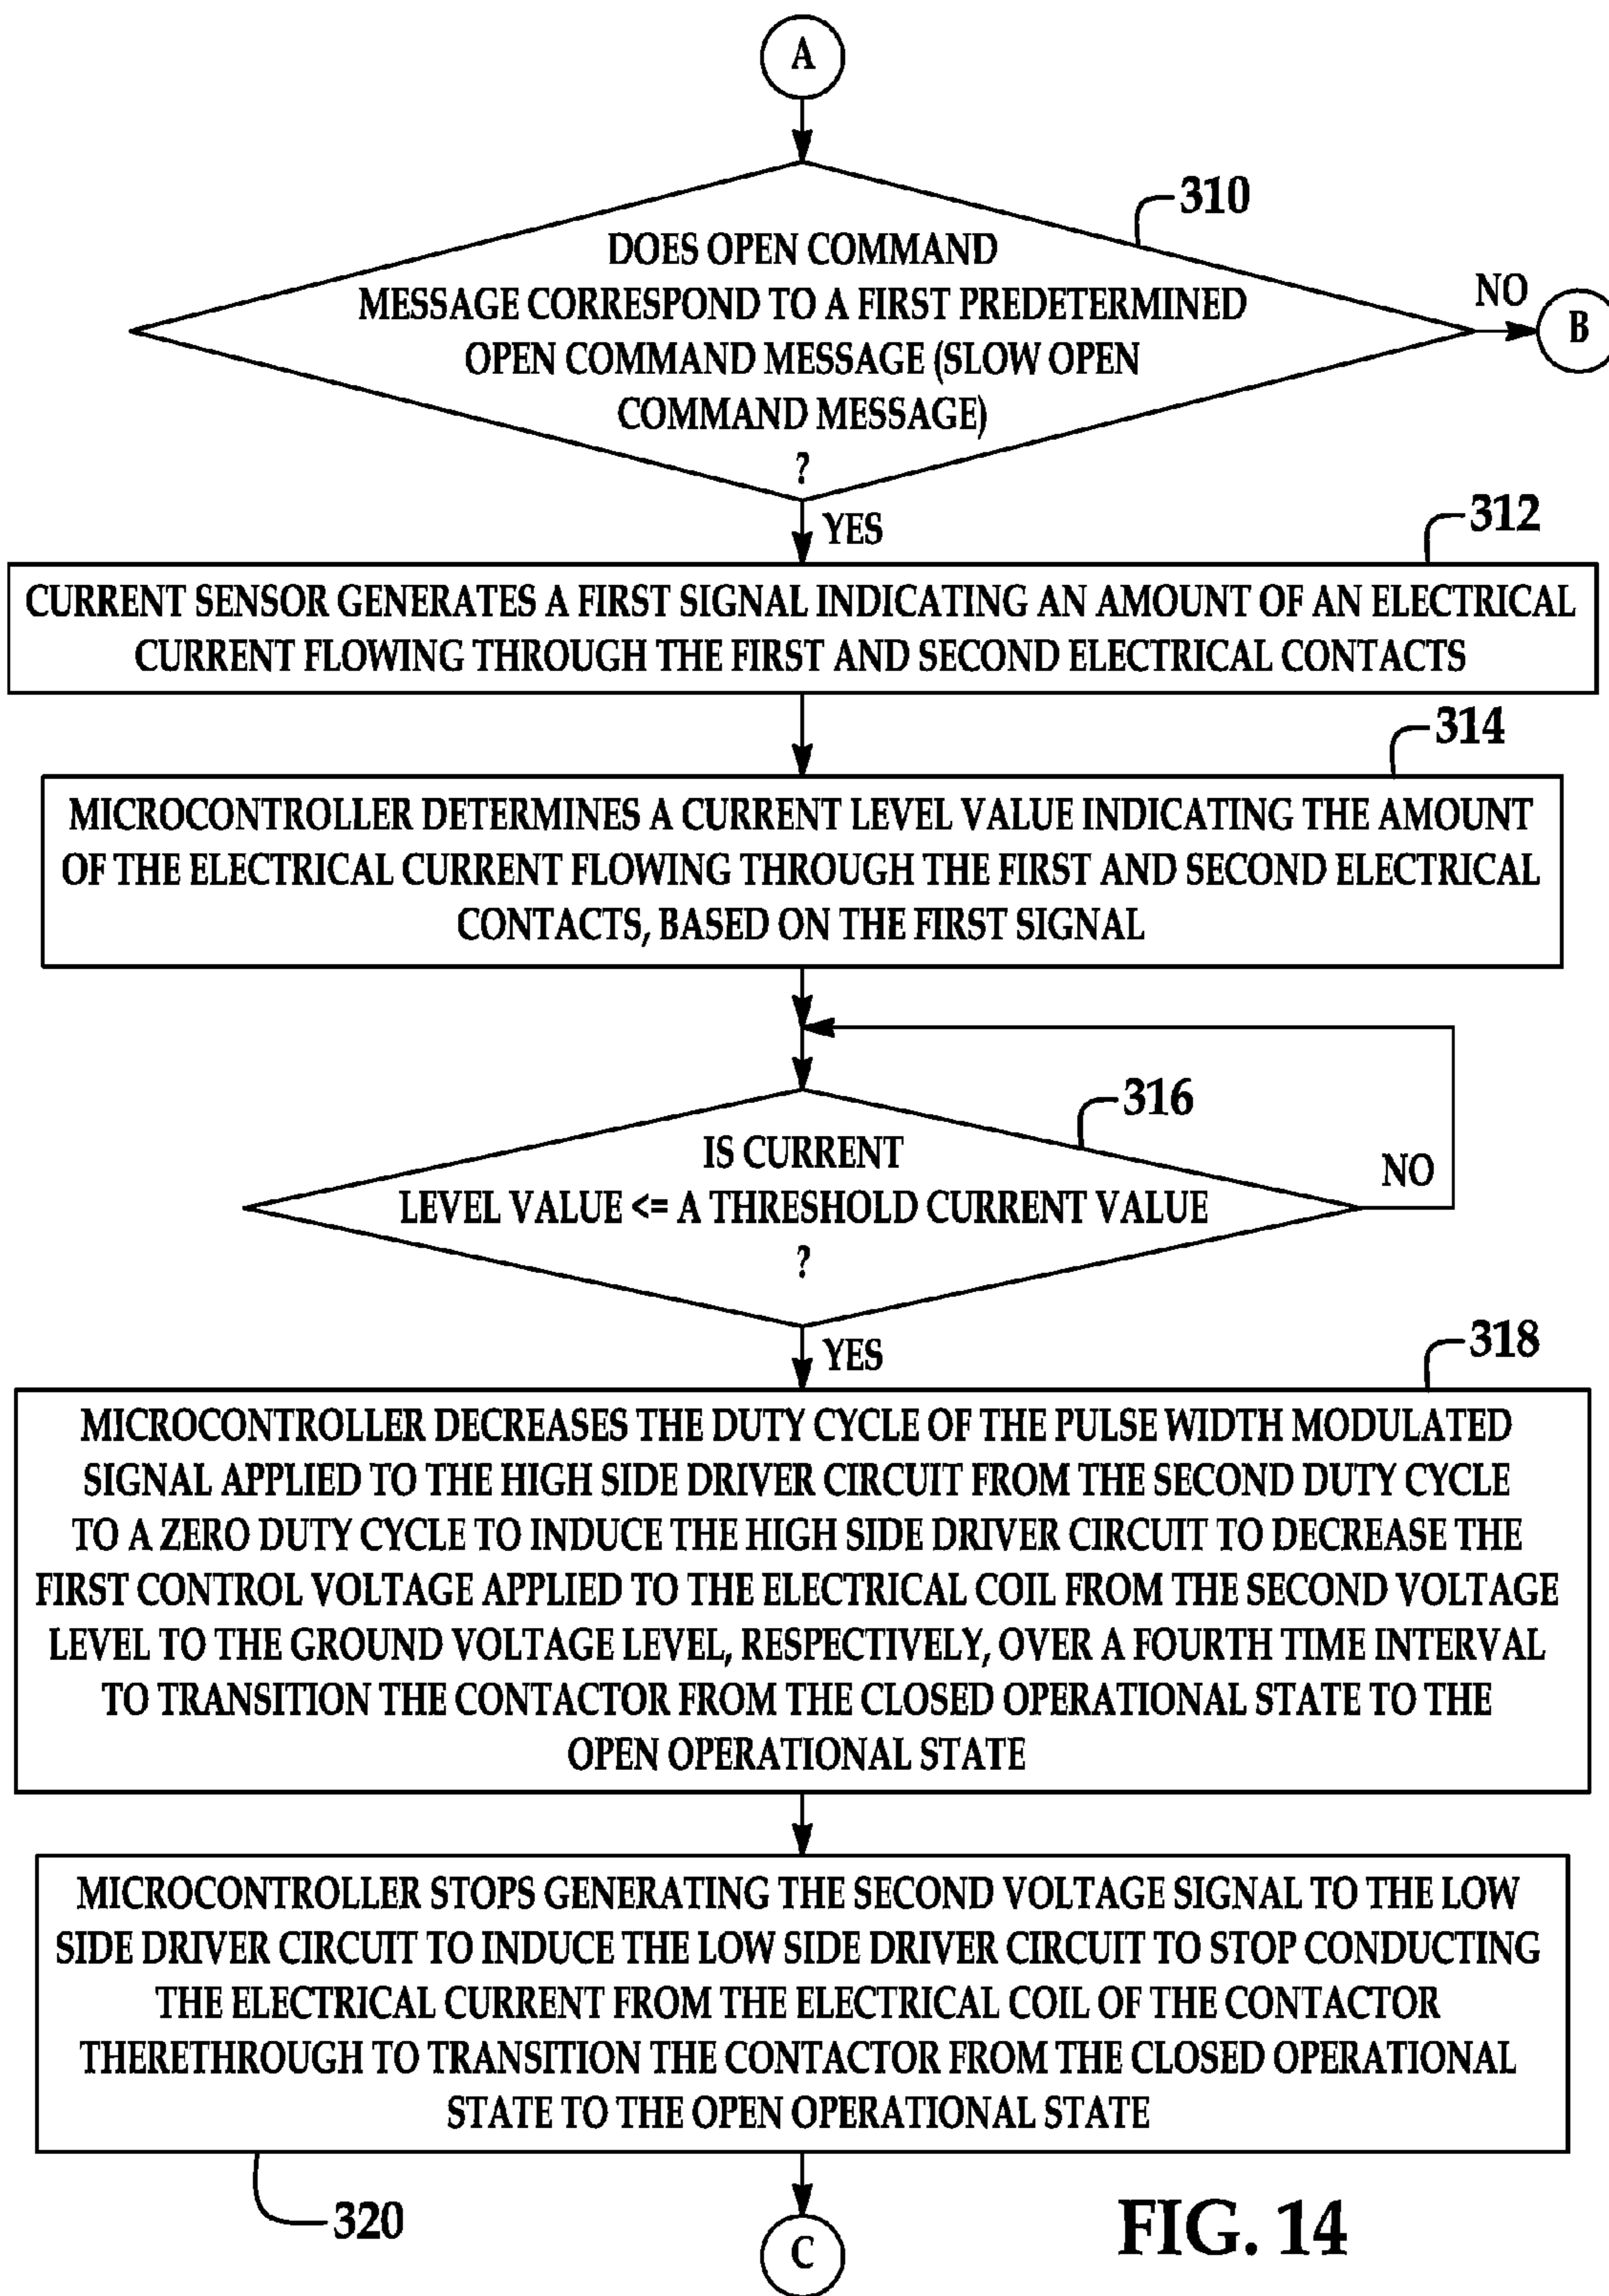 A
310
DOES OPEN COMMAND
MESSAGE CORRESPOND TO A FIRST PREDETERMINED
OPEN COMMAND MESSAGE (SLOW OPEN
COMMAND MESSAGE)
?
NO
B
YES
312
CURRENT SENSOR GENERATES A FIRST SIGNAL INDICATING AN AMOUNT OF AN ELECTRICAL
CURRENT FLOWING THROUGH THE FIRST AND SECOND ELECTRICAL CONTACTS
314
MICROCONTROLLER DETERMINES A CURRENT LEVEL VALUE INDICATING THE AMOUNT
OF THE ELECTRICAL CURRENT FLOWING THROUGH THE FIRST AND SECOND ELECTRICAL
CONTACTS, BASED ON THE FIRST SIGNAL
316
IS CURRENT
LEVEL VALUE <= A THRESHOLD CURRENT VALUE
?
NO
YES
318
MICROCONTROLLER DECREASES THE DUTY CYCLE OF THE PULSE WIDTH MODULATED
SIGNAL APPLIED TO THE HIGH SIDE DRIVER CIRCUIT FROM THE SECOND DUTY CYCLE
TO A ZERO DUTY CYCLE TO INDUCE THE HIGH SIDE DRIVER CIRCUIT TO DECREASE THE
FIRST CONTROL VOLTAGE APPLIED TO THE ELECTRICAL COIL FROM THE SECOND VOLTAGE
LEVEL TO THE GROUND VOLTAGE LEVEL, RESPECTIVELY, OVER A FOURTH TIME INTERVAL
TO TRANSITION THE CONTACTOR FROM THE CLOSED OPERATIONAL STATE TO THE
OPEN OPERATIONAL STATE
MICROCONTROLLER STOPS GENERATING THE SECOND VOLTAGE SIGNAL TO THE LOW
SIDE DRIVER CIRCUIT TO INDUCE THE LOW SIDE DRIVER CIRCUIT TO STOP CONDUCTING
THE ELECTRICAL CURRENT FROM THE ELECTRICAL COIL OF THE CONTACTOR
THERETHROUGH TO TRANSITION THE CONTACTOR FROM THE CLOSED OPERATIONAL
STATE TO THE OPEN OPERATIONAL STATE
320
C
FIG. 14